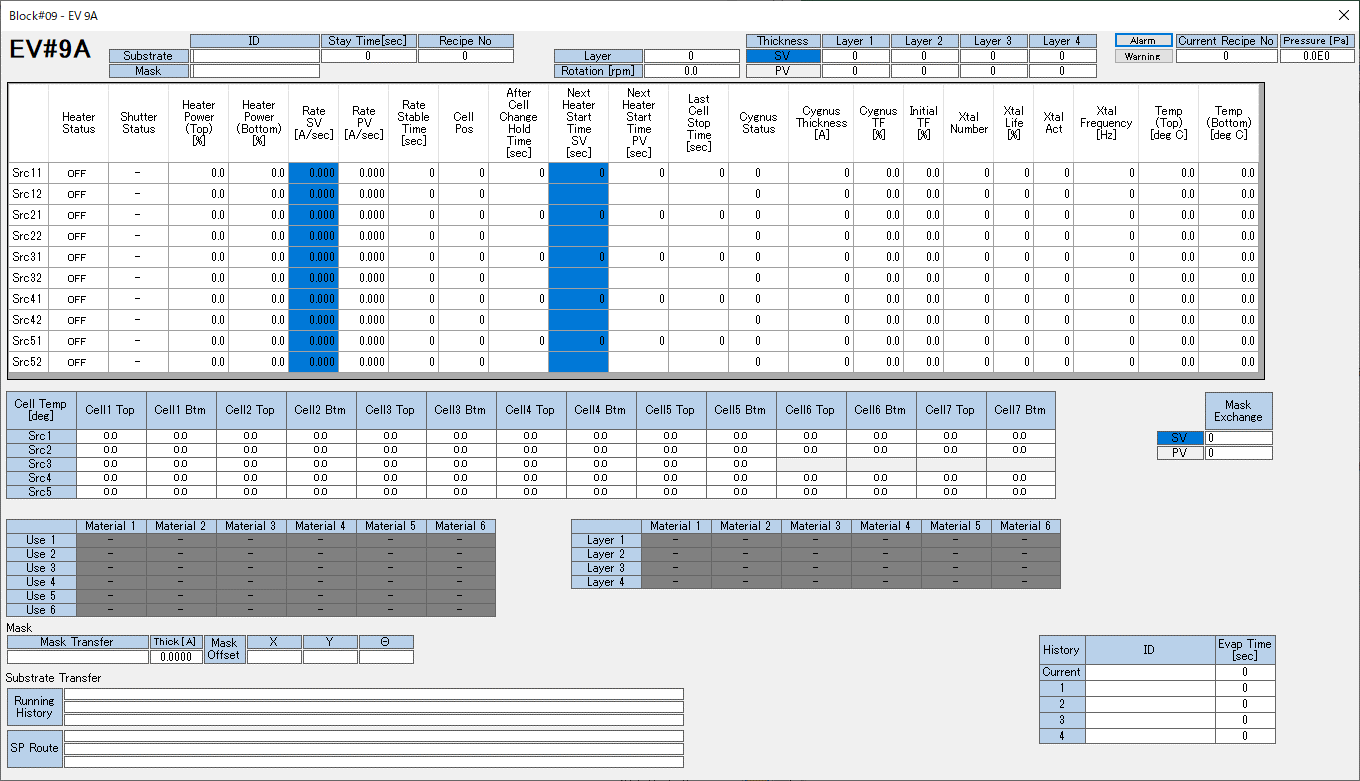 Block#09 - EV 9A
EV#9A
ID Stay Time[sec] Recipe No
Substrate 0 0
Mask
Layer 0
Rotation [rpm] 0.0
Thickness Layer 1 Layer 2 Layer 3 Layer 4
SV 0 0 0 0
PV 0 0 0 0
Alarm Current Recipe No Pressure [Pa]
Warning 0 0.0E0
Heater Status Shutter Status Heater Power (Top) [%] Heater Power (Bottom) [%] Rate SV [A/sec] Rate PV [A/sec] Rate Stable Time [sec] Cell Pos After Cell Change Hold Time [sec] Next Heater Start Time SV [sec] Next Heater Start Time PV [sec] Last Cell Stop Time [sec] Cygnus Status Cygnus Thickness [A] Cygnus TF [%] Initial TF [%] Xtal Number Xtal Life [%] Xtal Act Xtal Frequency [Hz] Temp (Top) [deg C] Temp (Bottom) [deg C]
Src11 OFF - 0.0 0.0 0.000 0.000 0 0 0 0 0 0 0 0 0.0 0.0 0 0 0 0 0.0 0.0
Src12 OFF - 0.0 0.0 0.000 0.000 0 0 0 0 0.0 0.0 0 0 0 0 0.0 0.0
Src21 OFF - 0.0 0.0 0.000 0.000 0 0 0 0 0 0 0 0 0.0 0.0 0 0 0 0 0.0 0.0
Src22 OFF - 0.0 0.0 0.000 0.000 0 0 0 0 0.0 0.0 0 0 0 0 0.0 0.0
Src31 OFF - 0.0 0.0 0.000 0.000 0 0 0 0 0 0 0 0 0.0 0.0 0 0 0 0 0.0 0.0
Src32 OFF - 0.0 0.0 0.000 0.000 0 0 0 0 0.0 0.0 0 0 0 0 0.0 0.0
Src41 OFF - 0.0 0.0 0.000 0.000 0 0 0 0 0 0 0 0 0.0 0.0 0 0 0 0 0.0 0.0
Src42 OFF - 0.0 0.0 0.000 0.000 0 0 0 0 0.0 0.0 0 0 0 0 0.0 0.0
Src51 OFF - 0.0 0.0 0.000 0.000 0 0 0 0 0 0 0 0 0.0 0.0 0 0 0 0 0.0 0.0
Src52 OFF - 0.0 0.0 0.000 0.000 0 0 0 0 0.0 0.0 0 0 0 0 0.0 0.0
Cell Temp [deg] Cell1 Top Cell1 Btm Cell2 Top Cell2 Btm Cell3 Top Cell3 Btm Cell4 Top Cell4 Btm Cell5 Top Cell5 Btm Cell6 Top Cell6 Btm Cell7 Top Cell7 Btm
Src1 0.0 0.0 0.0 0.0 0.0 0.0 0.0 0.0 0.0 0.0 0.0 0.0 0.0 0.0
Src2 0.0 0.0 0.0 0.0 0.0 0.0 0.0 0.0 0.0 0.0 0.0 0.0 0.0 0.0
Src3 0.0 0.0 0.0 0.0 0.0 0.0 0.0 0.0 0.0 0.0
Src4 0.0 0.0 0.0 0.0 0.0 0.0 0.0 0.0 0.0 0.0 0.0 0.0 0.0 0.0
Src5 0.0 0.0 0.0 0.0 0.0 0.0 0.0 0.0 0.0 0.0 0.0 0.0 0.0 0.0
Mask Exchange
SV 0
PV 0
Material 1 Material 2 Material 3 Material 4 Material 5 Material 6
Use 1 - - - - - -
Use 2 - - - - - -
Use 3 - - - - - -
Use 4 - - - - - -
Use 5 - - - - - -
Use 6 - - - - - -
Material 1 Material 2 Material 3 Material 4 Material 5 Material 6
Layer 1 - - - - - -
Layer 2 - - - - - -
Layer 3 - - - - - -
Layer 4 - - - - - -
Mask
Mask Transfer Thick [A] Mask Offset X Y Θ
0.0000
Substrate Transfer
Running History
SP Route
History ID Evap Time [sec]
Current 0
1 0
2 0
3 0
4 0